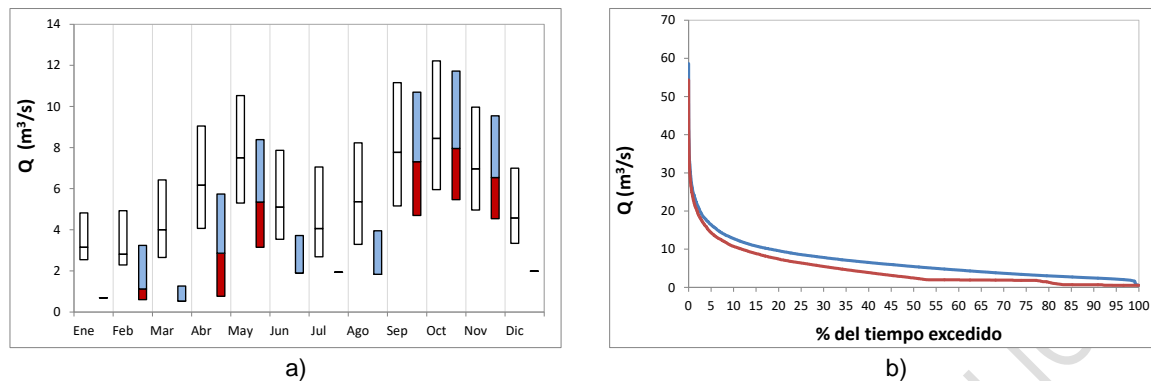 14
12
10
8
6
4
2
0
Q (m³/s)
Ene Feb Mar Abr May Jun Jul Ago Sep Oct Nov Dic
a)
70
60
50
40
30
20
10
0
Q (m³/s)
0 5 10 15 20 25 30 35 40 45 50 55 60 65 70 75 80 85 90 95 100
% del tiempo excedido
b)